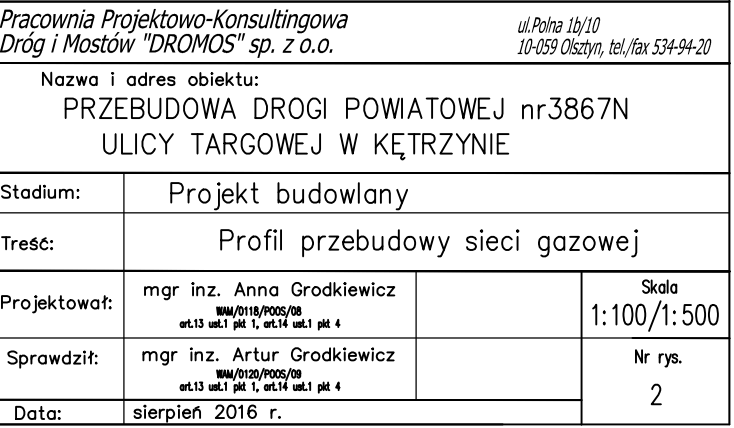 Pracownia Projektowo-Konsultingowa
Dróg i Mostów "DROMOS" sp. z o.o.
ul.Polna 1b/10
10-059 Olsztyn, tel./fax 534-94-20
Nazwa i adres obiektu:
PRZEBUDOWA DROGI POWIATOWEJ nr3867N
ULICY TARGOWEJ W KĘTRZYNIE
Stadium:
Projekt budowlany
Treść:
Profil przebudowy sieci gazowej
Projektował:
mgr inz. Anna Grodkiewicz
WAM/0118/POOS/08
art.13 ust.1 pkt 1, art.14 ust.1 pkt 4
Skala
1:100/1:500
Sprawdził:
mgr inz. Artur Grodkiewicz
WAM/0120/POOS/09
art.13 ust.1 pkt 1, art.14 ust.1 pkt 4
Nr rys.
2
Data:
sierpień 2016 r.